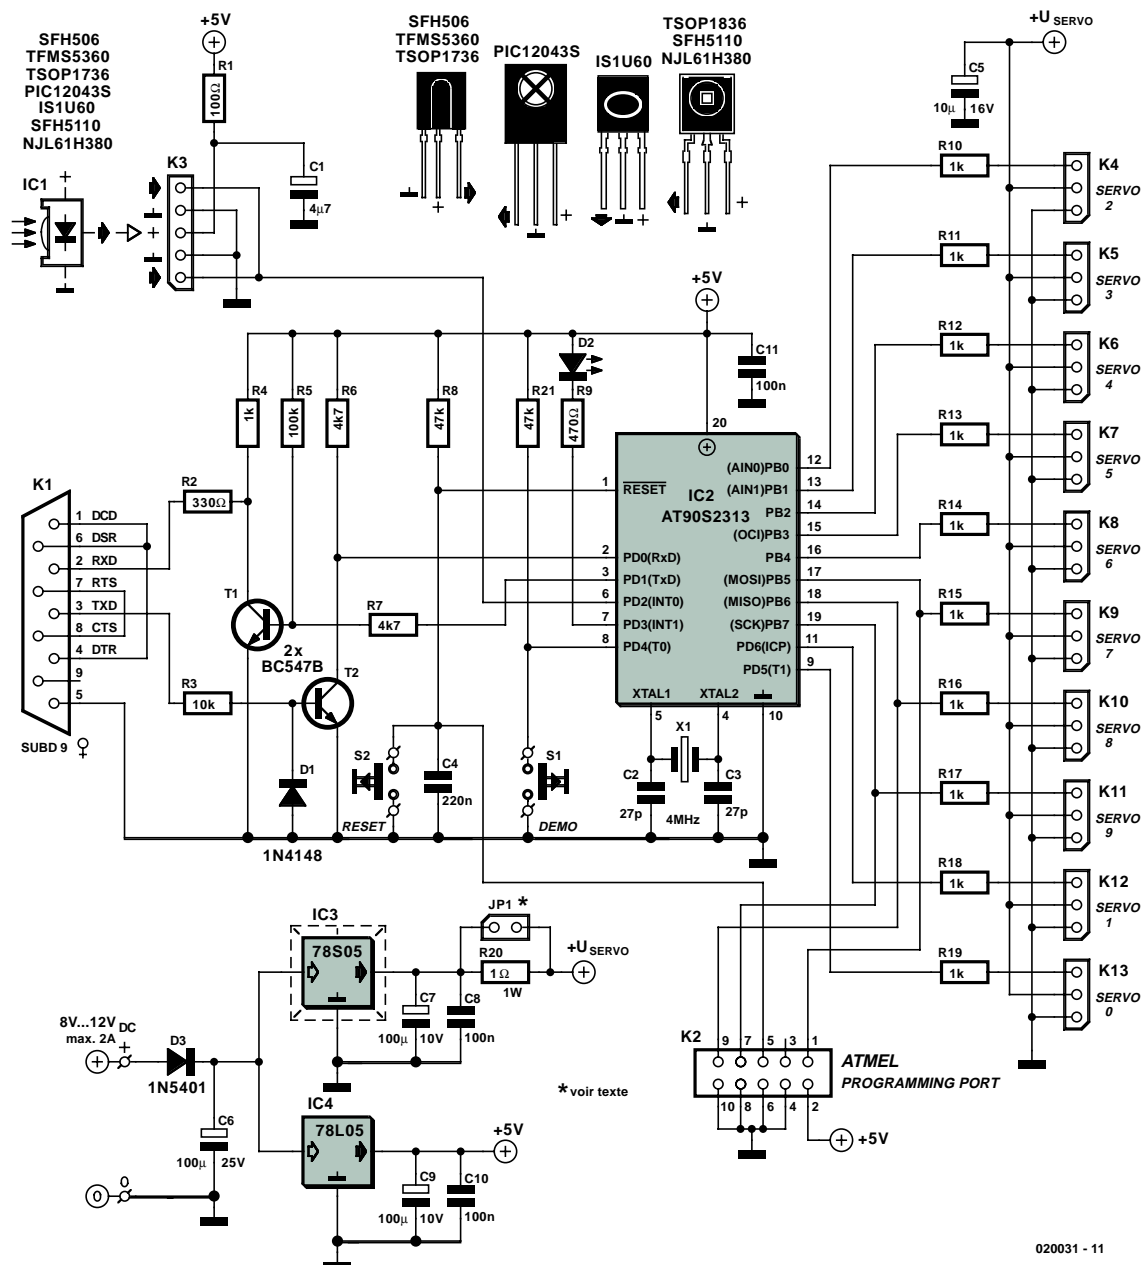 SFH506
TFMS5360
TSOP1736
PIC12043S
IS1U60
SFH5110
NJL61H380
IC1
+
+5V
R1
100Ω
K3
+
C1
4µ7
SFH506
TFMS5360
TSOP1736
+
PIC12043S
+
IS1U60
+
TSOP1836
SFH5110
NJL61H380
+
+U SERVO
C5
10µ
16V
R10
1k
K4
SERVO
2
R11
1k
K5
SERVO
3
R12
1k
K6
SERVO
4
R13
1k
K7
SERVO
5
R14
1k
K8
SERVO
6
R15
1k
K9
SERVO
7
R16
1k
K10
SERVO
8
R17
1k
K11
SERVO
9
R18
1k
K12
SERVO
1
R19
1k
K13
SERVO
0
+5V
C11
100n
R4
1k
R5
100k
R6
4k7
R8
47k
R21
47k
D2
R9
470Ω
K1
1 DCD
6 DSR
2 RXD
7 RTS
3 TXD
8 CTS
4 DTR
9
5
SUBD 9
R2
330Ω
T1
2x
BC547B
R7
4k7
T2
R3
10k
D1
1N4148
S2
RESET
C4
220n
S1
DEMO
IC2
AT90S2313
20
1 RESET
2 PD0(RxD)
3 PD1(TxD)
6 PD2(INT0)
7 PD3(INT1)
8 PD4(T0)
(AIN0)PB0 12
(AIN1)PB1 13
PB2 14
(OCI)PB3 15
PB4 16
(MOSI)PB5 17
(MISO)PB6 18
(SCK)PB7 19
PD6(ICP) 11
PD5(T1) 9
XTAL1 XTAL2
5 4 10
X1
C2
27p
4MHz
C3
27p
8V...12V DC
max. 2A
+
D3
1N5401
C6
100µ
25V
0
0
IC3
78S05
C7
100µ
10V
C8
100n
JP1 *
R20
1Ω
1W
+U SERVO
IC4
78L05
+5V
C9
100µ
10V
C10
100n
* voir texte
K2
9 7 5 3 1
10 8 6 4 2
ATMEL
PROGRAMMING PORT
+5V
020031 - 11